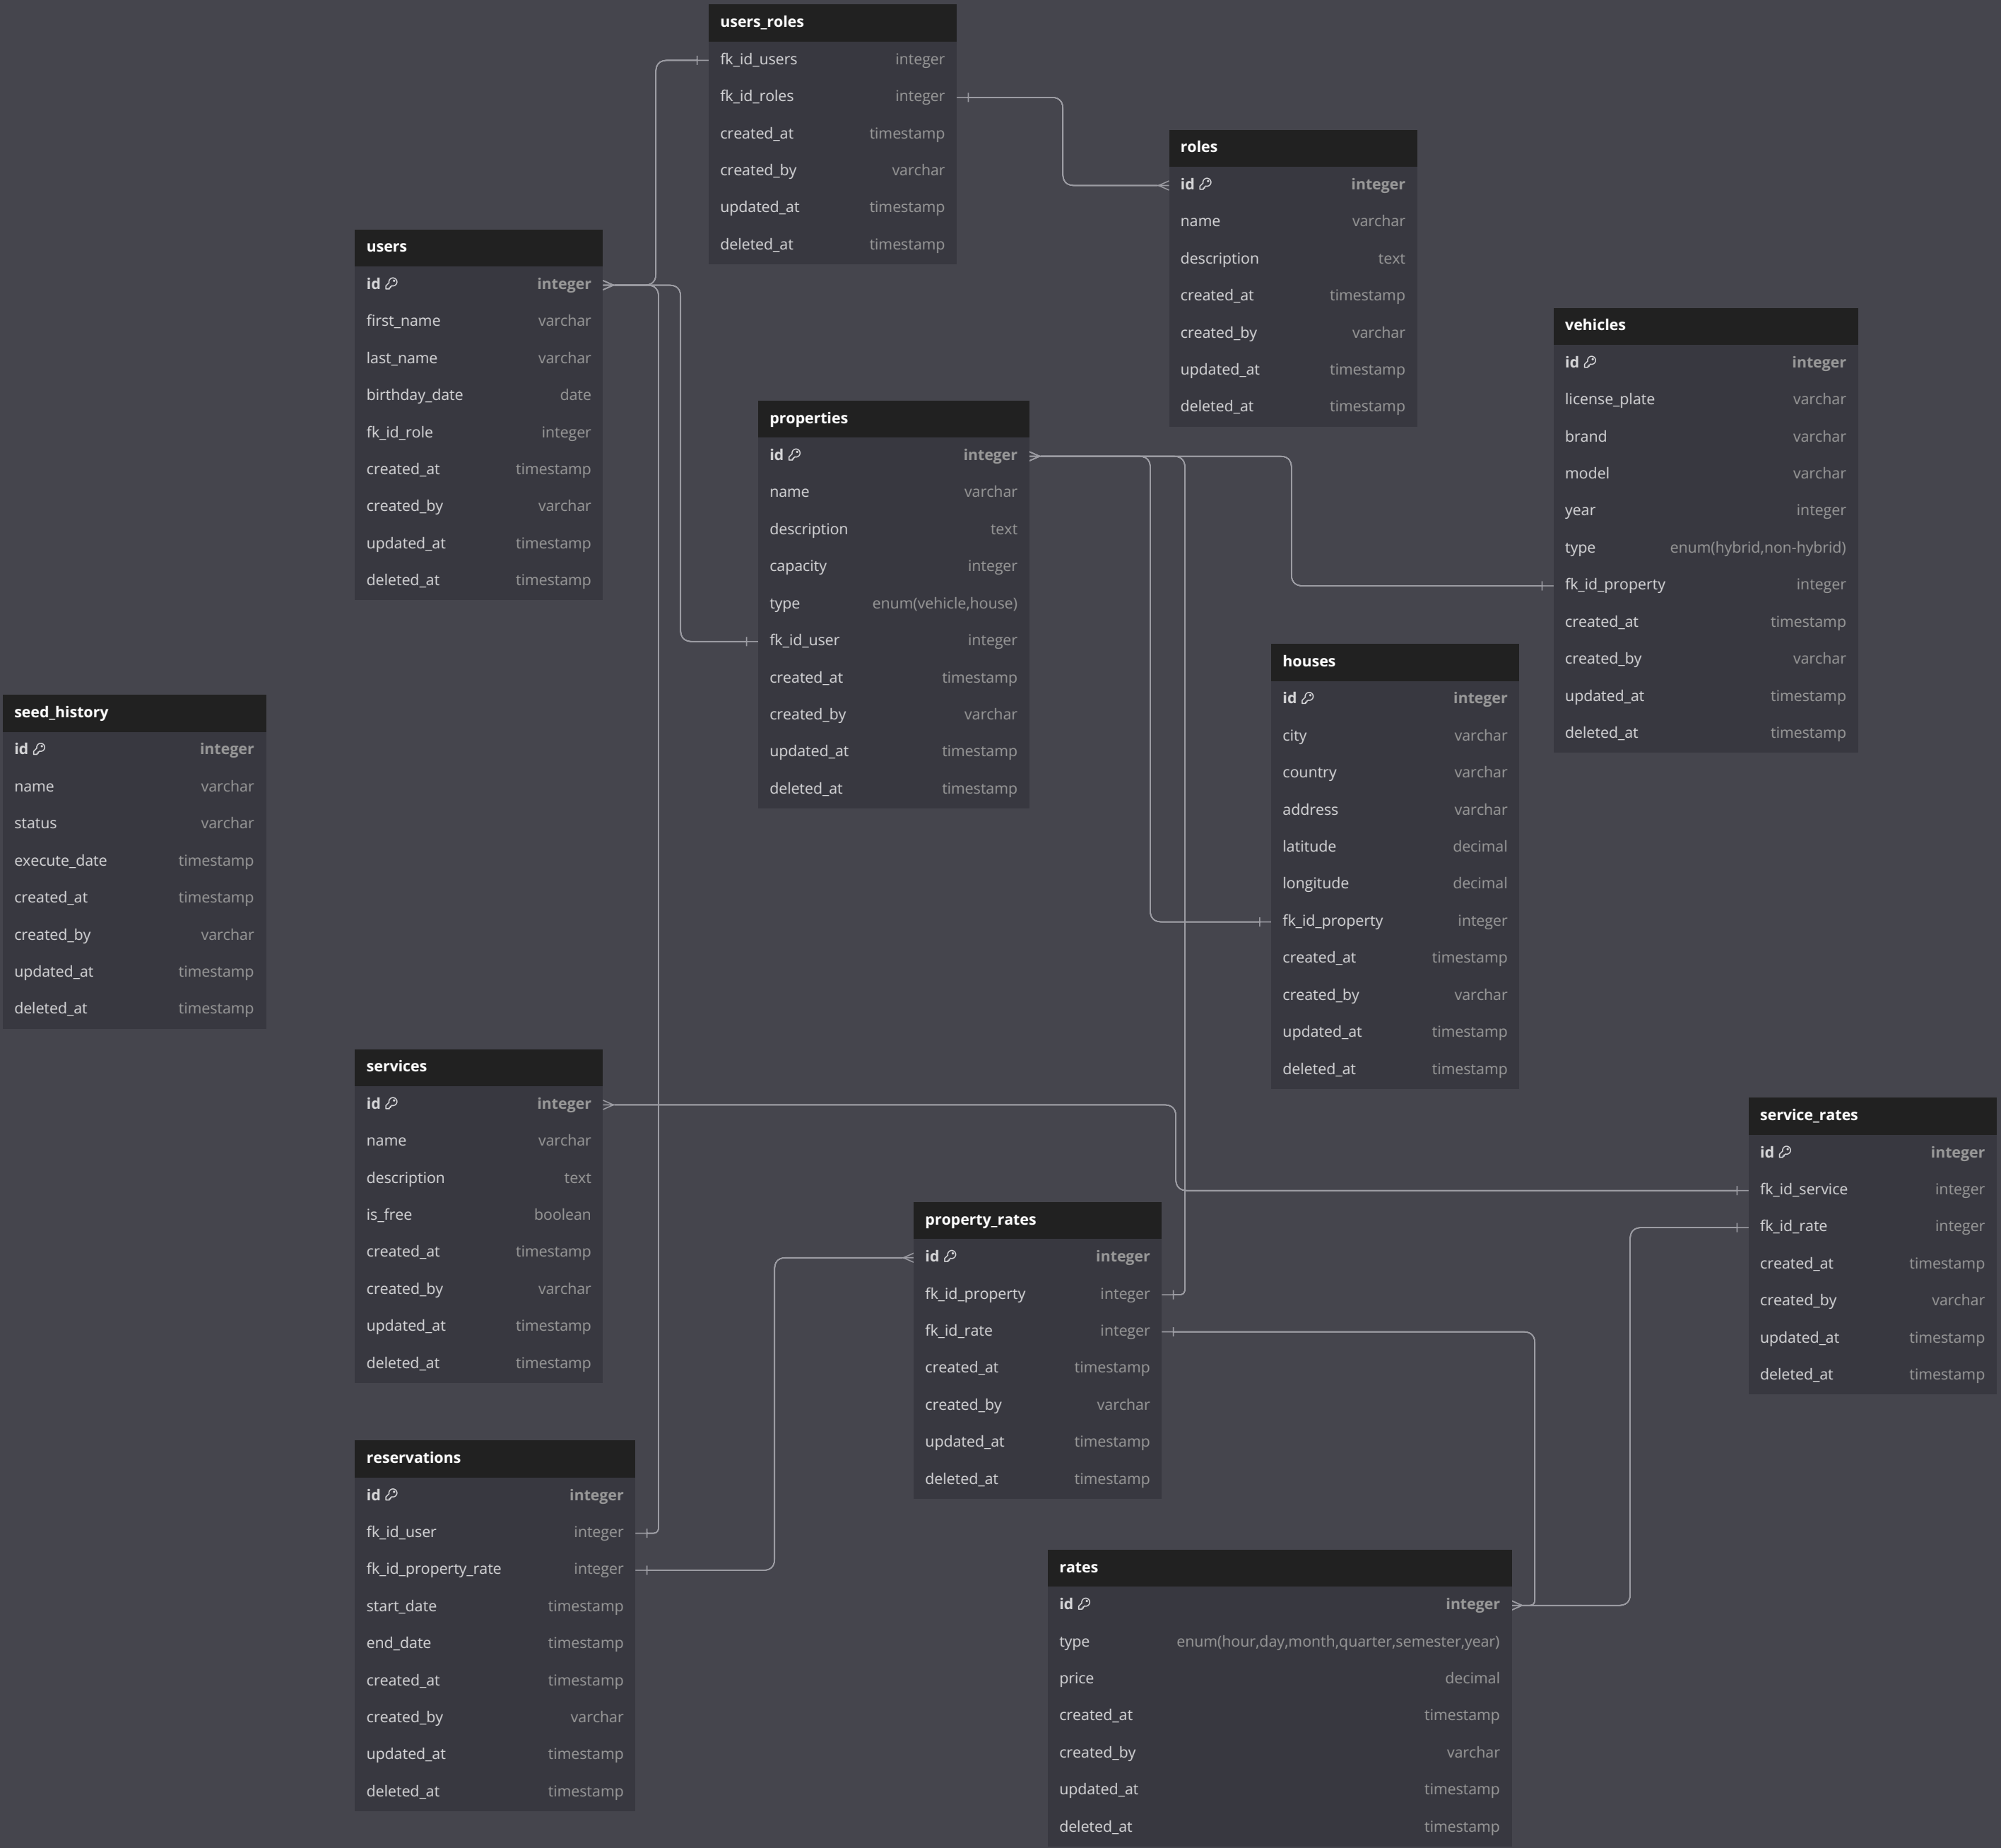 users_roles
fk_id_users integer
fk_id_roles integer
created_at timestamp
created_by varchar
updated_at timestamp
deleted_at timestamp
roles
id integer
name varchar
description text
created_at timestamp
created_by varchar
updated_at timestamp
deleted_at timestamp
users
id integer
first_name varchar
last_name varchar
birthday_date date
fk_id_role integer
created_at timestamp
created_by varchar
updated_at timestamp
deleted_at timestamp
vehicles
id integer
license_plate varchar
brand varchar
model varchar
year integer
type enum(hybrid,non-hybrid)
fk_id_property integer
created_at timestamp
created_by varchar
updated_at timestamp
deleted_at timestamp
properties
id integer
name varchar
description text
capacity integer
type enum(vehicle,house)
fk_id_user integer
created_at timestamp
created_by varchar
updated_at timestamp
deleted_at timestamp
houses
id integer
city varchar
country varchar
address varchar
latitude decimal
longitude decimal
fk_id_property integer
created_at timestamp
created_by varchar
updated_at timestamp
deleted_at timestamp
seed_history
id integer
name varchar
status varchar
execute_date timestamp
created_at timestamp
created_by varchar
updated_at timestamp
deleted_at timestamp
services
id integer
name varchar
description text
is_free boolean
created_at timestamp
created_by varchar
updated_at timestamp
deleted_at timestamp
service_rates
id integer
fk_id_service integer
fk_id_rate integer
created_at timestamp
created_by varchar
updated_at timestamp
deleted_at timestamp
property_rates
id integer
fk_id_property integer
fk_id_rate integer
created_at timestamp
created_by varchar
updated_at timestamp
deleted_at timestamp
reservations
id integer
fk_id_user integer
fk_id_property_rate integer
start_date timestamp
end_date timestamp
created_at timestamp
created_by varchar
updated_at timestamp
deleted_at timestamp
rates
id integer
type enum(hour,day,month,quarter,semester,year)
price decimal
created_at timestamp
created_by varchar
updated_at timestamp
deleted_at timestamp